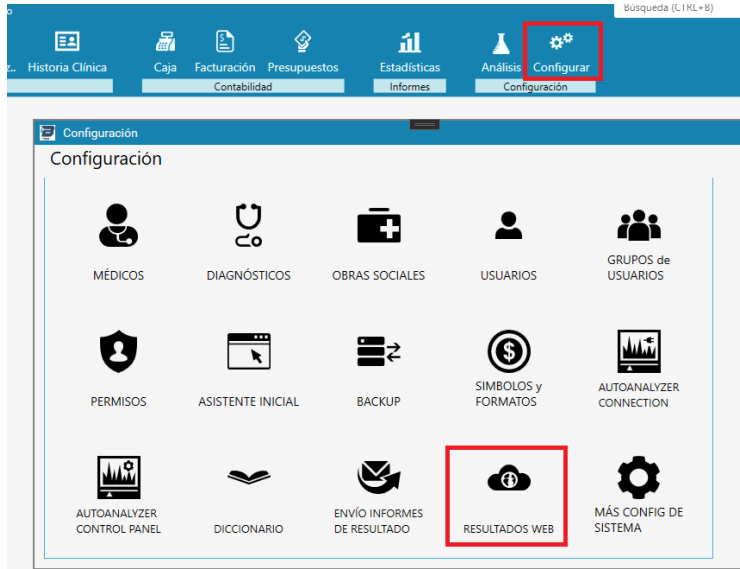 o
Búsqueda (CTRL+B)
z.. Historia Clínica
Caja
Facturación
Presupuestos
Estadísticas
Análisis
Configurar
Contabilidad
Informes
Configuración
Configuración
Configuración
MÉDICOS
DIAGNÓSTICOS
OBRAS SOCIALES
USUARIOS
GRUPOS de
USUARIOS
PERMISOS
ASISTENTE INICIAL
BACKUP
SIMBOLOS y
FORMATOS
AUTOANALYZER
CONNECTION
AUTOANALYZER
CONTROL PANEL
DICCIONARIO
ENVÍO INFORMES
DE RESULTADO
RESULTADOS WEB
MÁS CONFIG DE
SISTEMA